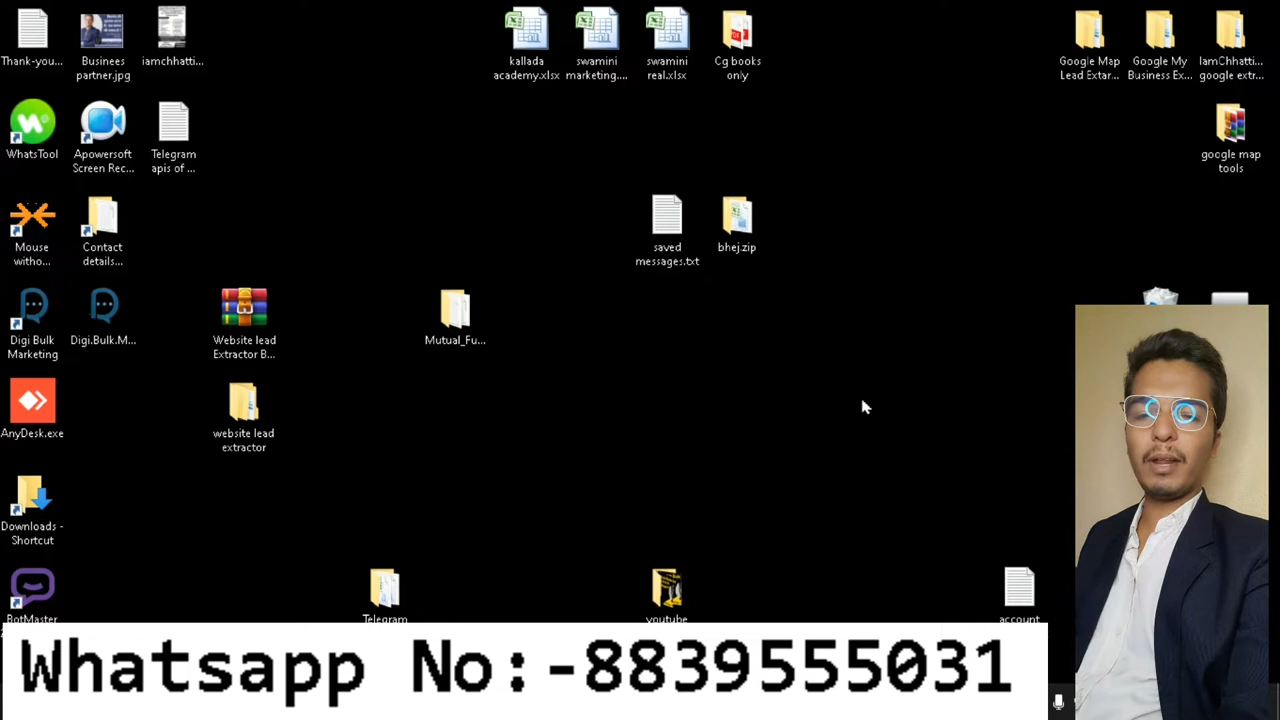 Thank-you...
Businees
partner.jpg
iamchhatti...
kallada
academy.xlsx
swamini
marketing....
swamini
real.xlsx
Cg books
only
Google Map
Lead Extar...
Google My
Business Ex...
IamChhatti...
google extr...
WhatsTool
Apowersoft
Screen Rec...
Telegram
apis of ...
google map
tools
Mouse
witho...
Contact
details...
saved
messages.txt
bhej.zip
Digi Bulk
Marketing
Digi.Bulk.M...
Website lead
Extractor B...
Mutual_Fu...
AnyDesk.exe
website lead
extractor
Downloads -
Shortcut
BotMaster
Telegram
youtube
account
Whatsapp No:-8839555031